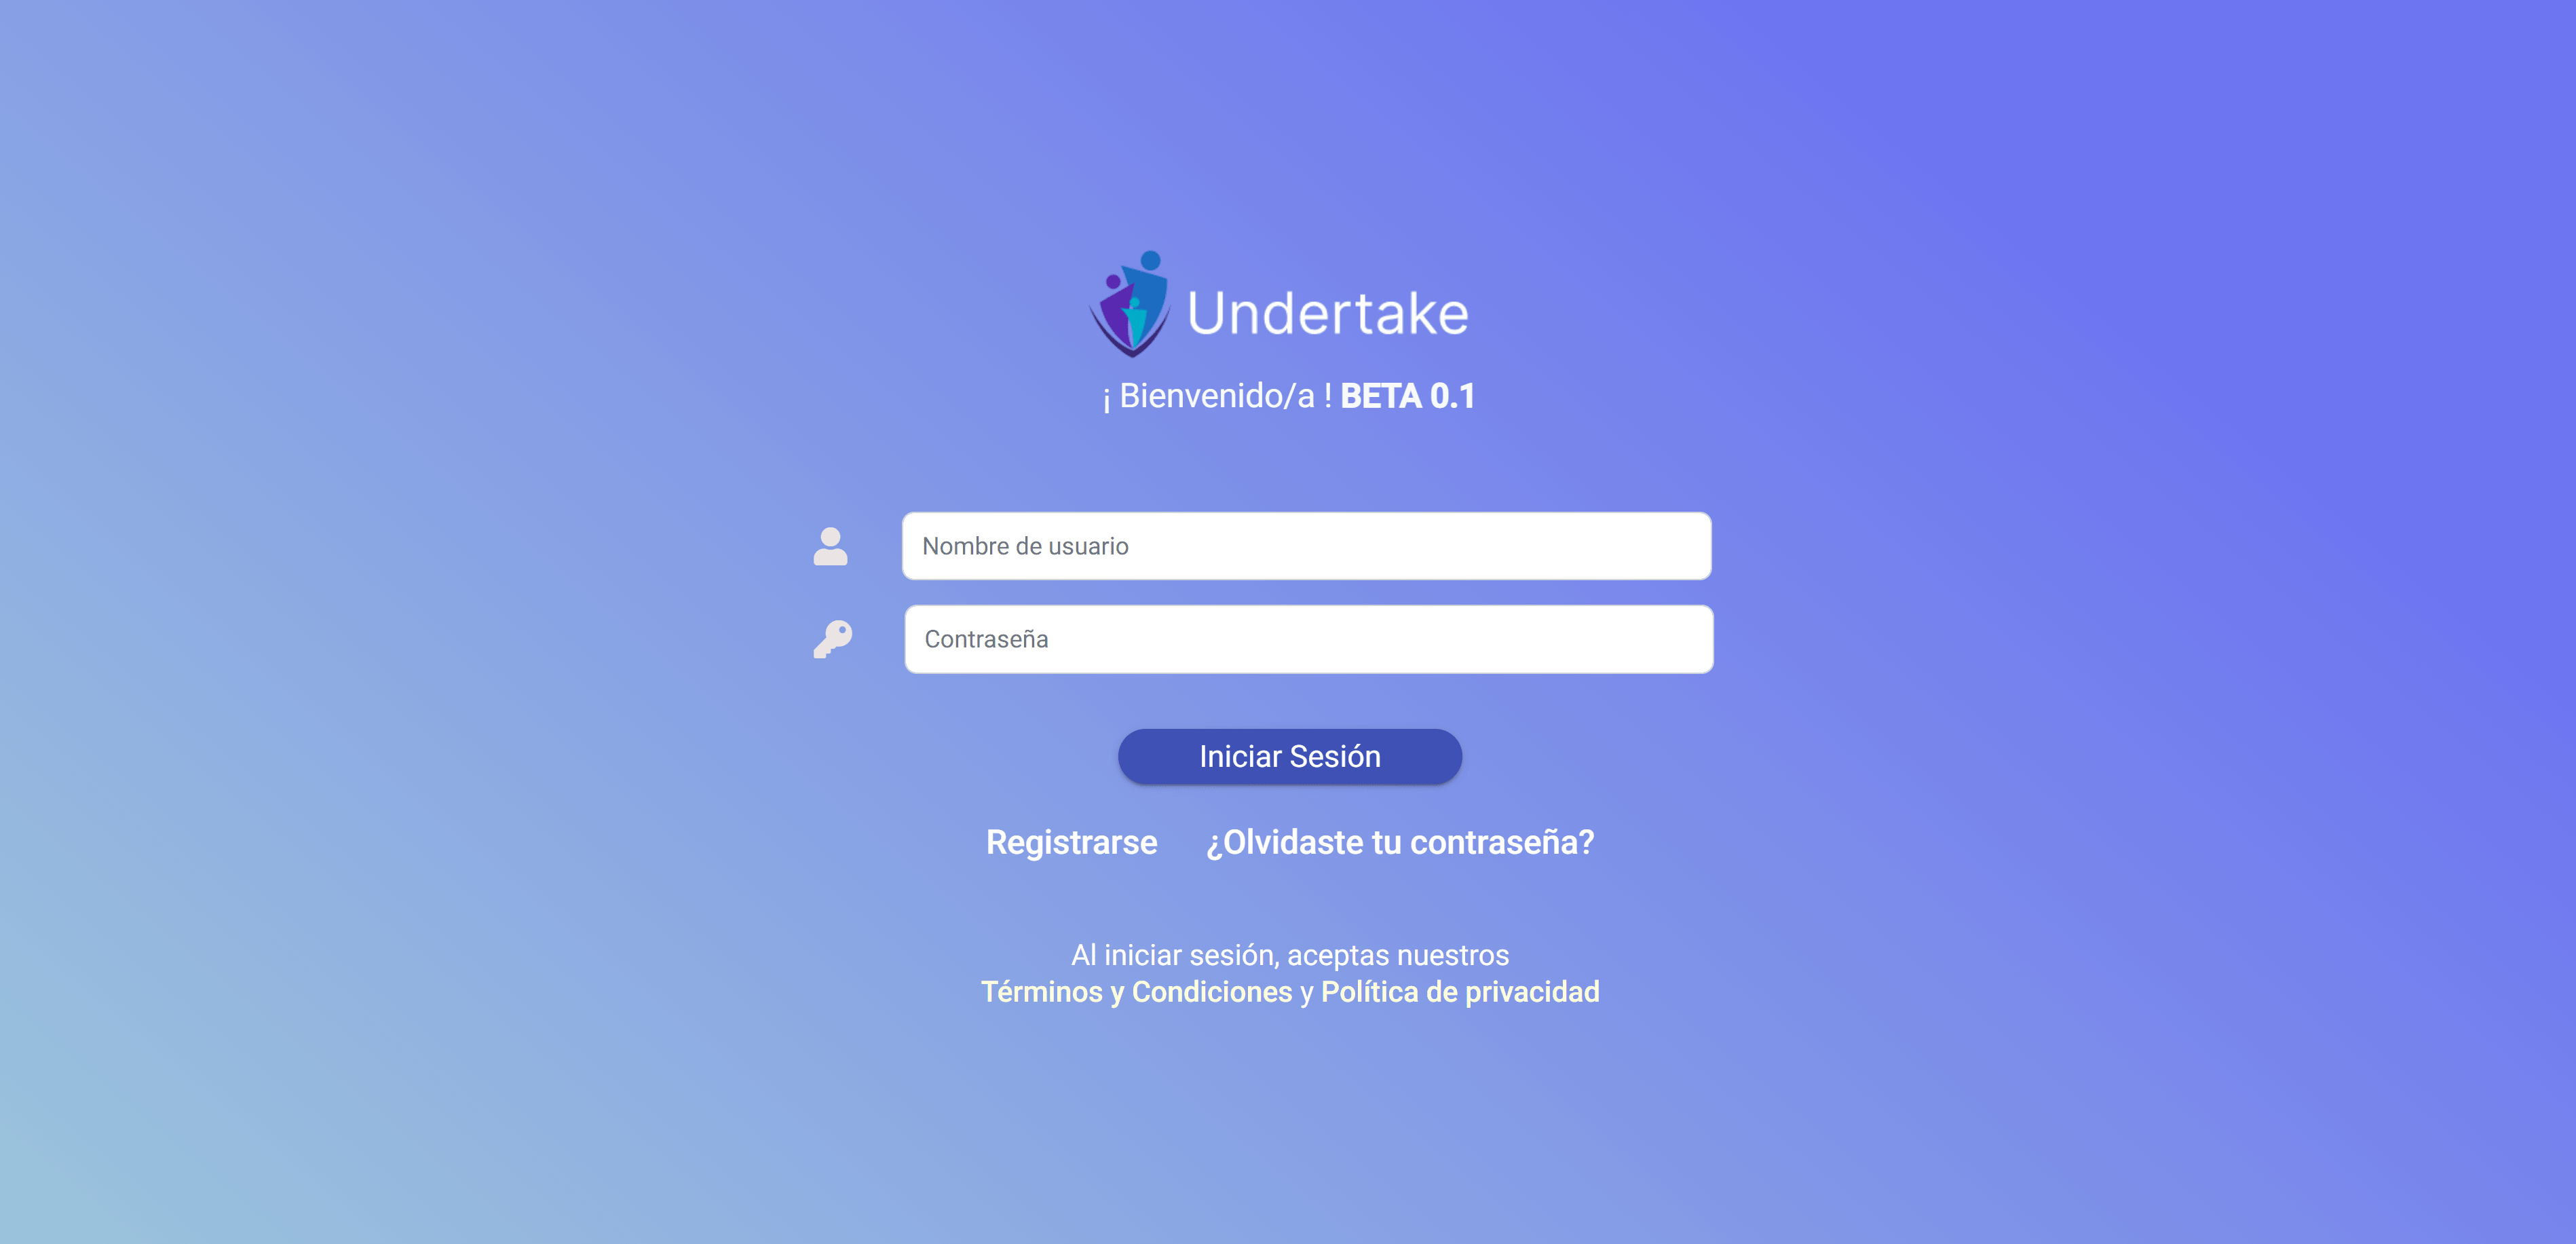 Undertake
¡ Bienvenido/a ! BETA 0.1
Nombre de usuario
Contraseña
Iniciar Sesión
Registrarse ¿Olvidaste tu contraseña?
Al iniciar sesión, aceptas nuestros
Términos y Condiciones y Política de privacidad